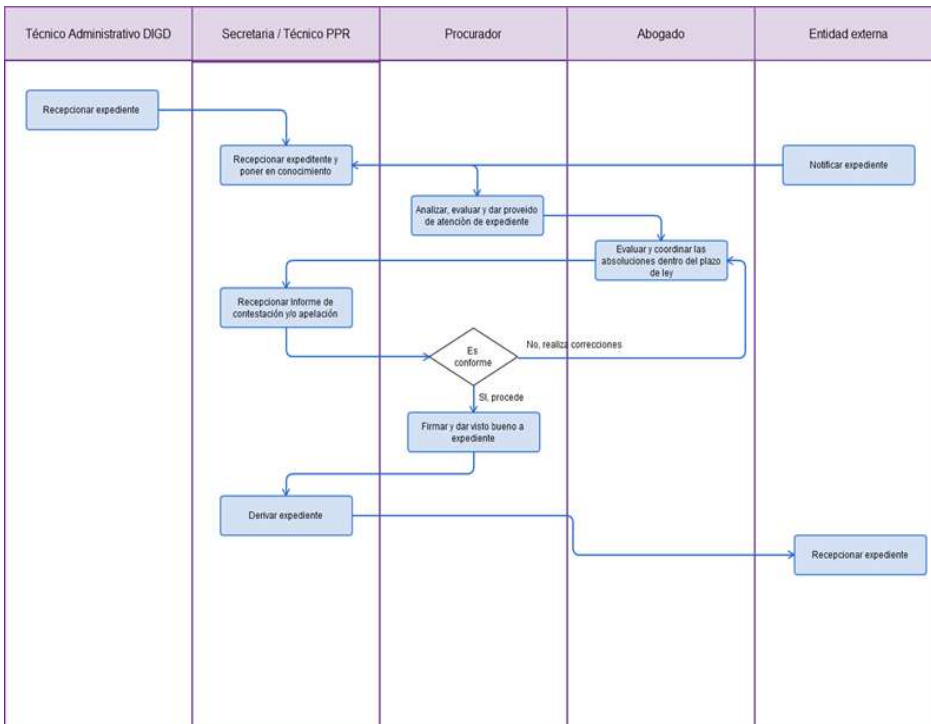 Técnico Administrativo DIGD
Secretaria / Técnico PPR
Procurador
Abogado
Entidad externa
Recepcionar expediente
Recepcionar expeditente y
poner en conocimiento
Notificar expediente
Analizar, evaluar y dar proveido
de atención de expediente
Evaluar y coordinar las
absoluciones dentro del plazo
de ley
Recepcionar Informe de
contestación y/o apelación
Es
conforme
No, realiza correcciones
SI, procede
Firmar y dar visto bueno a
expediente
Derivar expediente
Recepcionar expediente